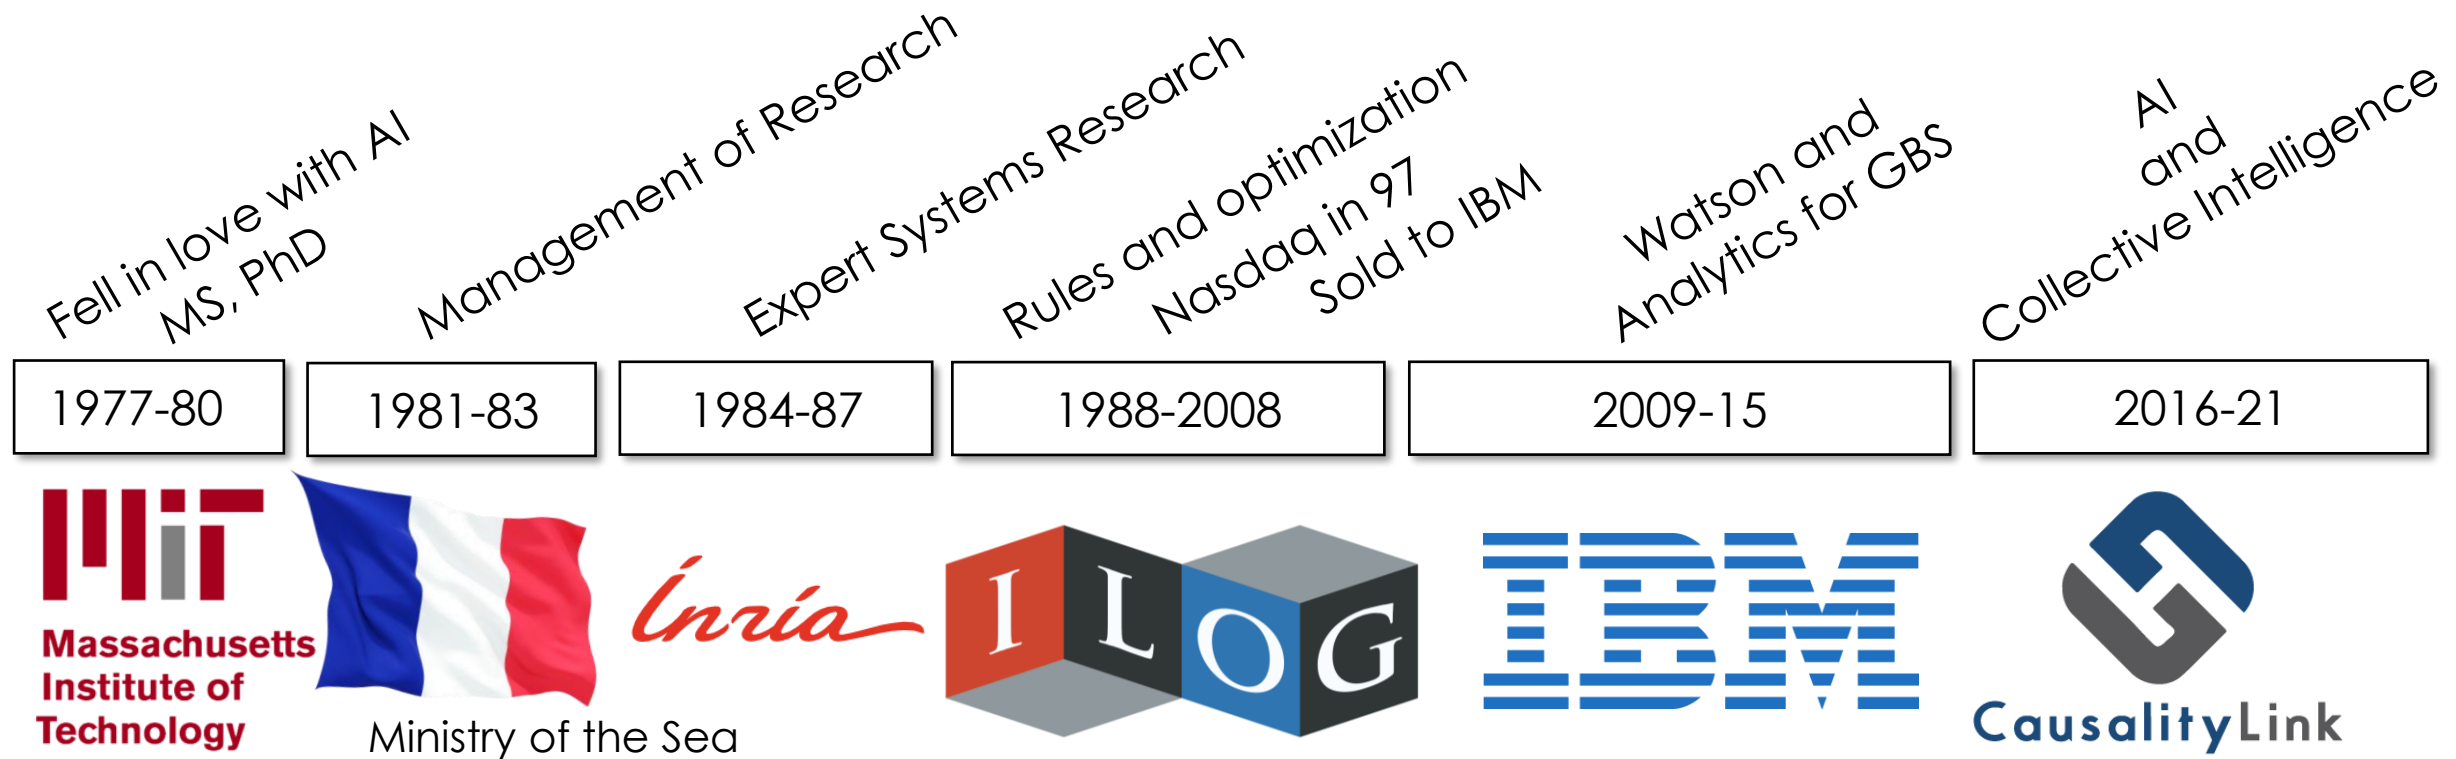 Fell in love with AI
MS, PhD
Management of Research
Expert Systems Research
Rules and optimization
Nasdaq in 97
Sold to IBM
Watson and
Analytics for GBS
AI
and
Collective Intelligence
1977-80
1981-83
1984-87
1988-2008
2009-15
2016-21
MiT
Massachusetts
Institute of
Technology
Ministry of the Sea
Inría
ILOG
IBM
CausalityLink